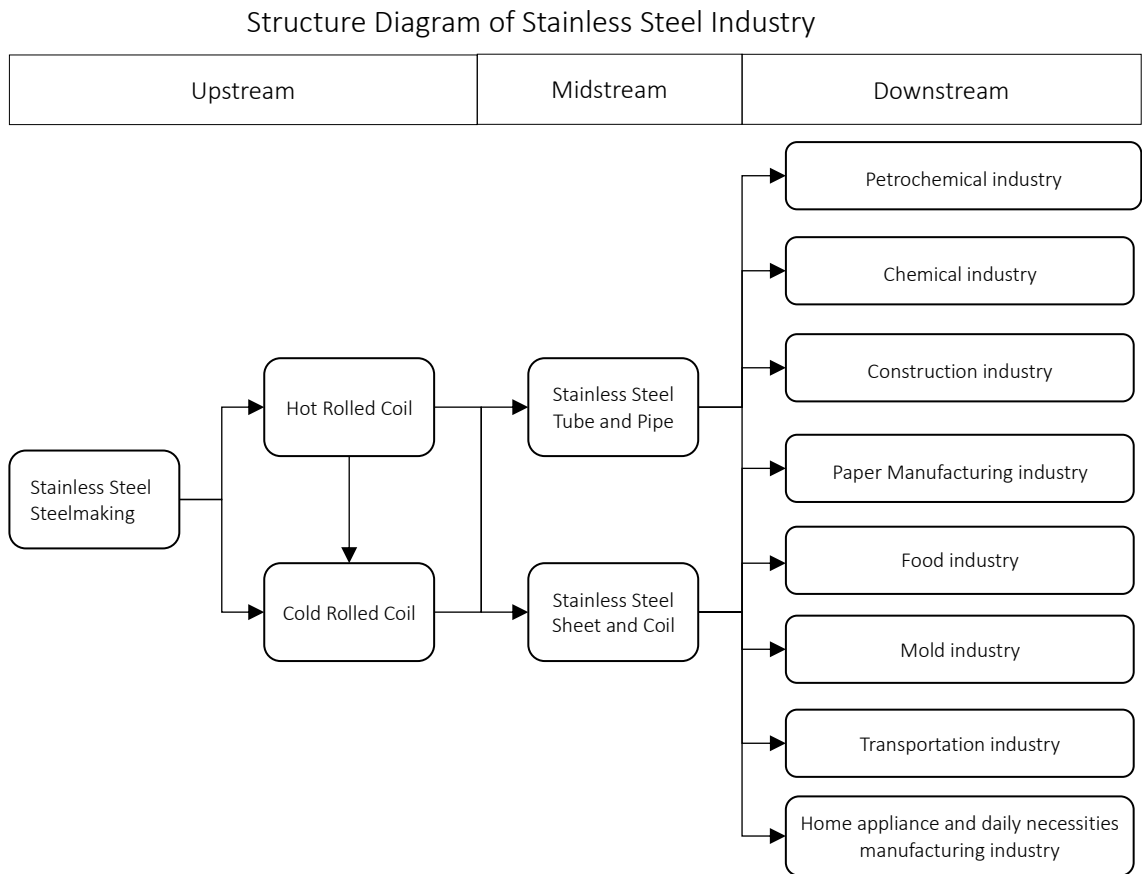 Structure Diagram of Stainless Steel Industry
Upstream
Midstream
Downstream
Petrochemical industry
Chemical industry
Construction industry
Paper Manufacturing industry
Food industry
Mold industry
Transportation industry
Home appliance and daily necessities
manufacturing industry
Hot Rolled Coil
Stainless Steel
Tube and Pipe
Stainless Steel
Steelmaking
Cold Rolled Coil
Stainless Steel
Sheet and Coil